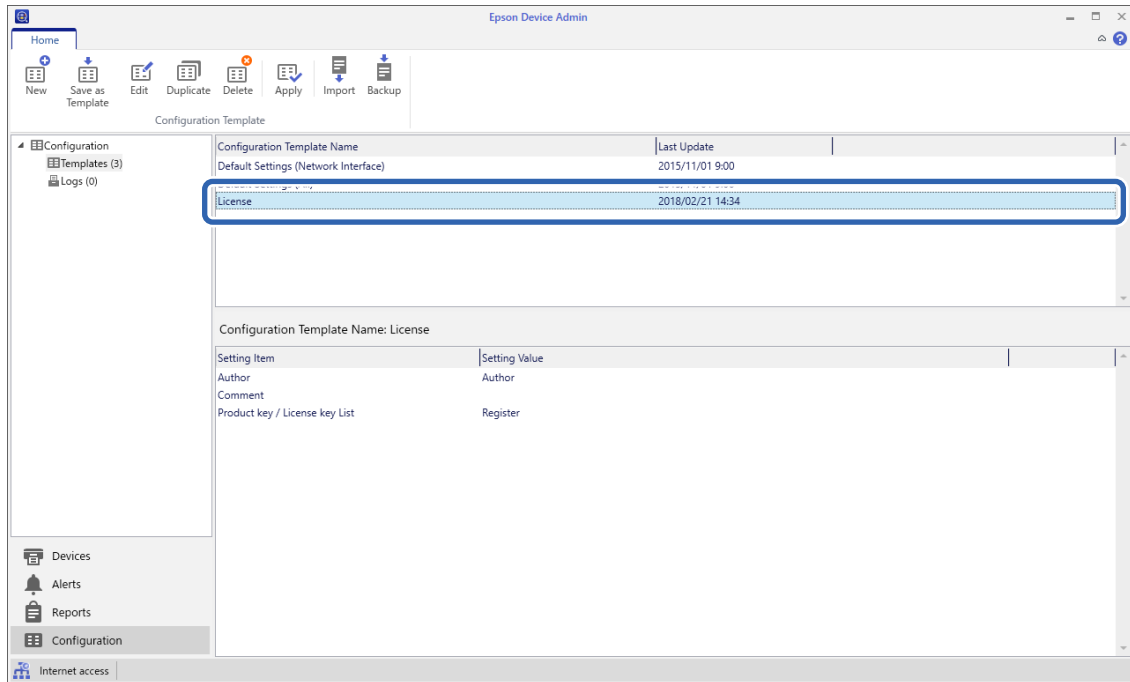 Epson Device Admin
Home
New
Save as Template
Edit
Duplicate
Delete
Apply
Import
Backup
Configuration Template
Configuration
Templates (3)
Logs (0)
Configuration Template Name Last Update
Default Settings (Network Interface) 2015/11/01 9:00
License 2018/02/21 14:34
Configuration Template Name: License
Setting Item Setting Value
Author Author
Comment
Product key / License key List Register
Devices
Alerts
Reports
Configuration
Internet access